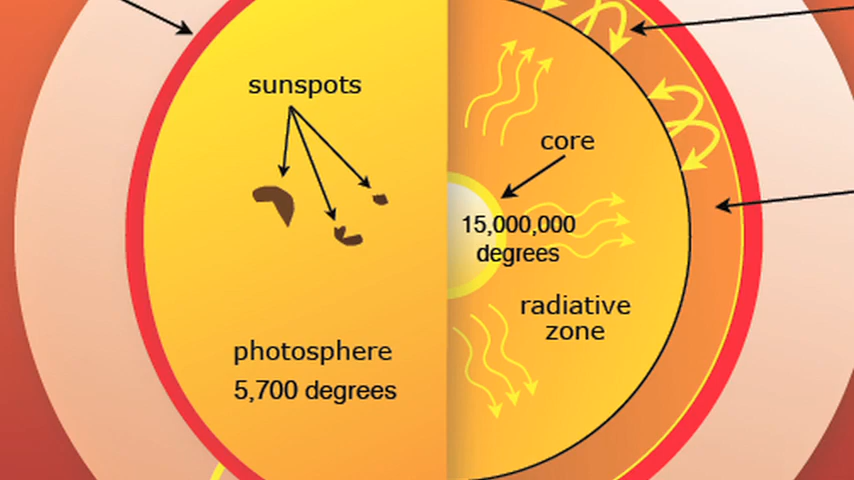 sunspots
core
15,000,000
degrees
radiative
zone
photosphere
5,700 degrees